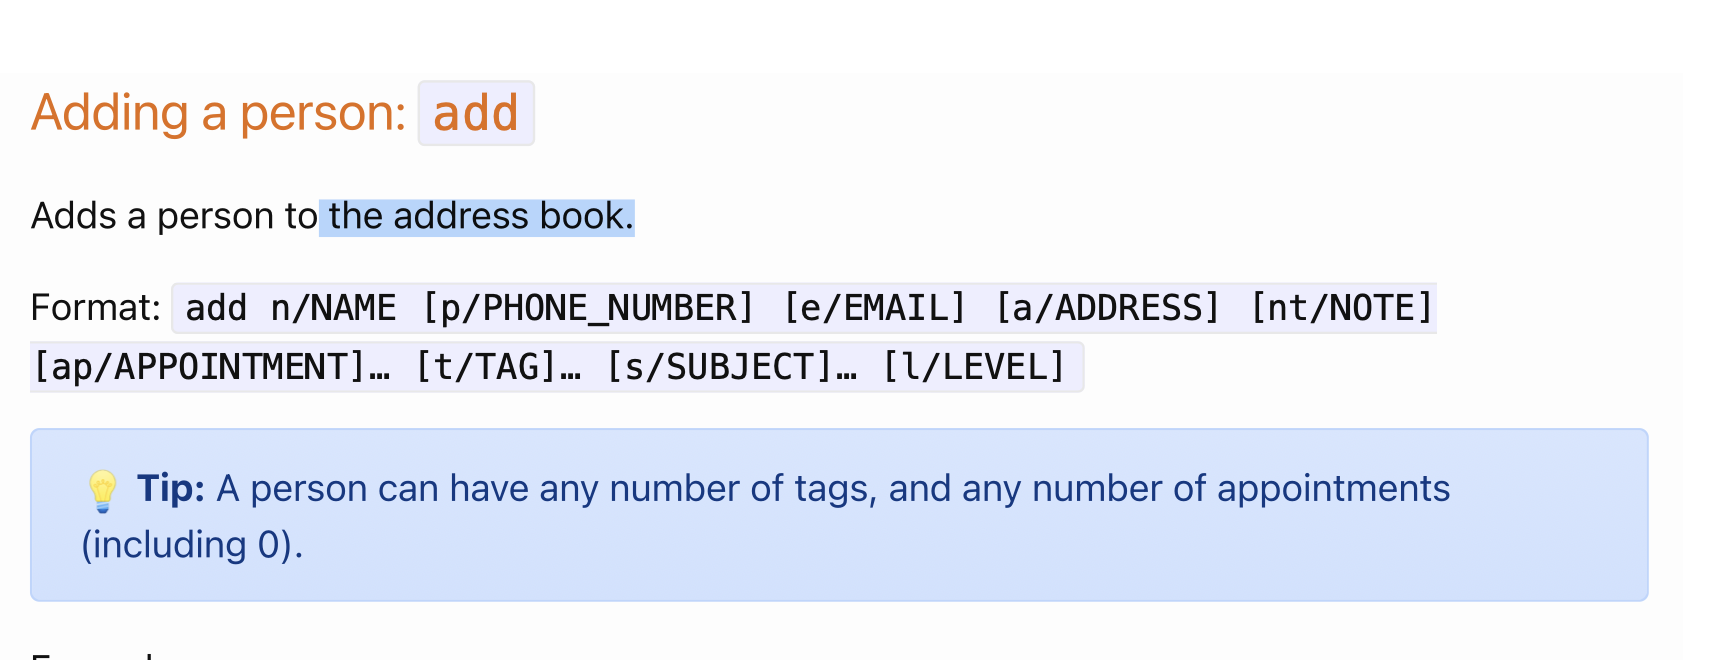 Adding a person: add
Adds a person to the address book.
Format: add n/NAME [p/PHONE_NUMBER] [e/EMAIL] [a/ADDRESS] [nt/NOTE]
[ap/APPOINTMENT]… [t/TAG]… [s/SUBJECT]… [l/LEVEL]
💡 Tip: A person can have any number of tags, and any number of appointments
(including 0).